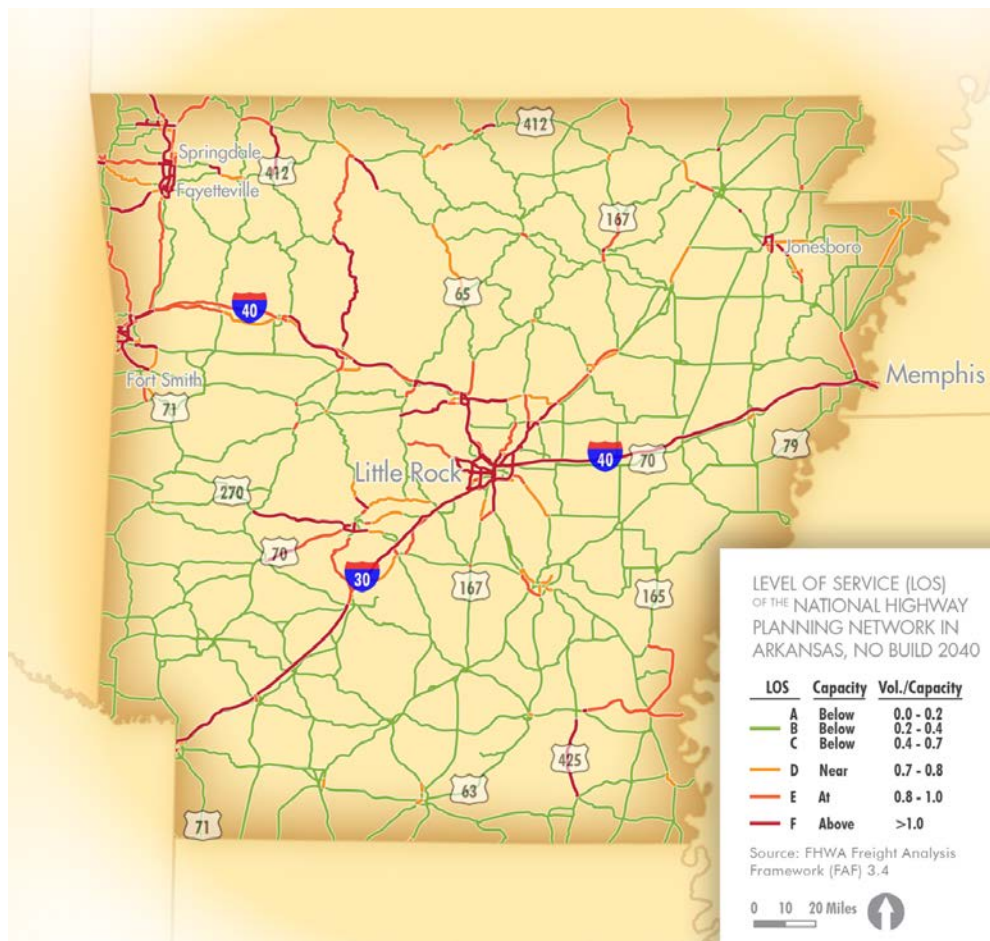 412
Springdale
412
Fayetteville
167
Jonesboro
65
40
Memphis
Fort Smith
71
79
40
70
Little Rock
270
70
30
167
165
LEVEL OF SERVICE (LOS)
OF THE NATIONAL HIGHWAY
PLANNING NETWORK IN
ARKANSAS, NO BUILD 2040
LOS Capacity Vol./Capacity
A Below 0.0 - 0.2
B Below 0.2 - 0.4
C Below 0.4 - 0.7
D Near 0.7 - 0.8
E At 0.8 - 1.0
F Above >1.0
Source: FHWA Freight Analysis
Framework (FAF) 3.4
0 10 20 Miles
425
63
71